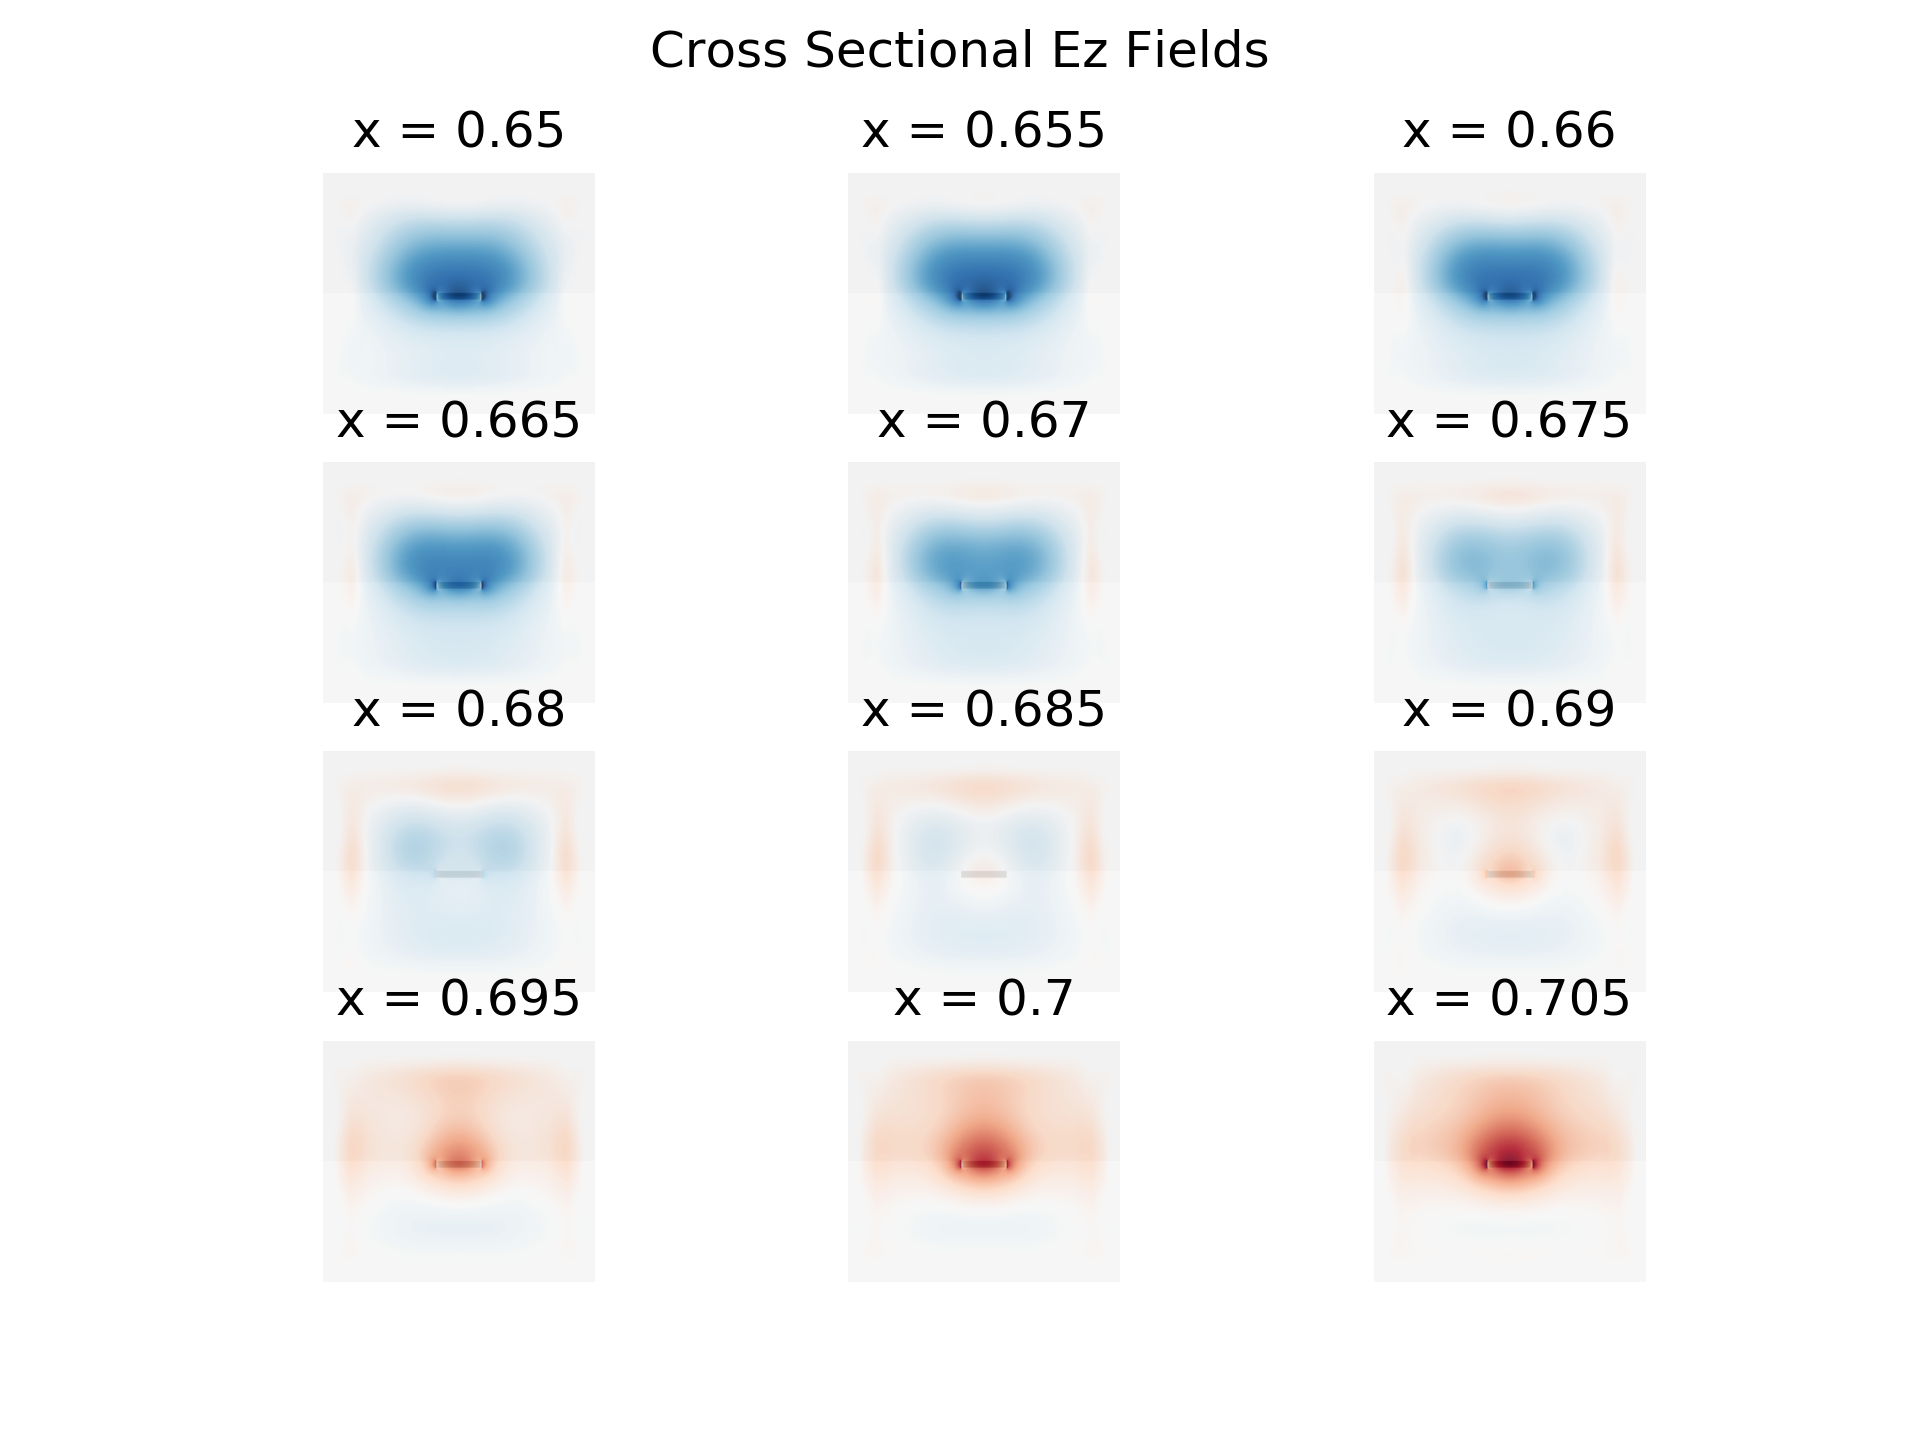 Cross Sectional Ez Fields
x = 0.65
x = 0.655
x = 0.66
x = 0.665
x = 0.67
x = 0.675
x = 0.68
x = 0.685
x = 0.69
x = 0.695
x = 0.7
x = 0.705